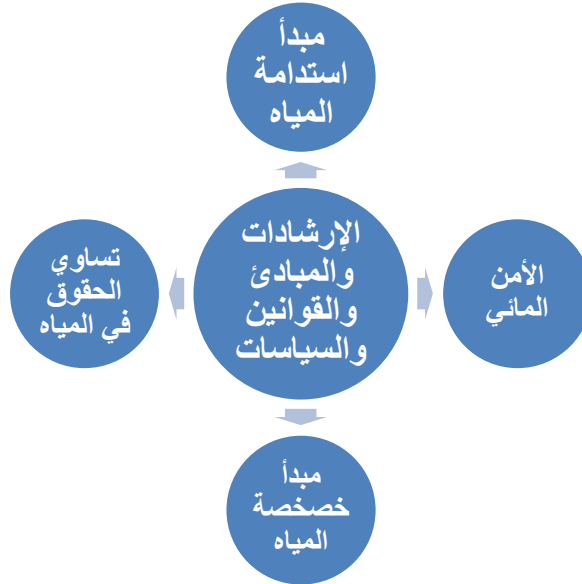 مبدأ
استدامة
المياه
الإرشادات
والمبادئ
والقوانين
والسياسات
الأمن
المائي
مبدأ
خصخصة
المياه
تساوي
الحقوق
في المياه